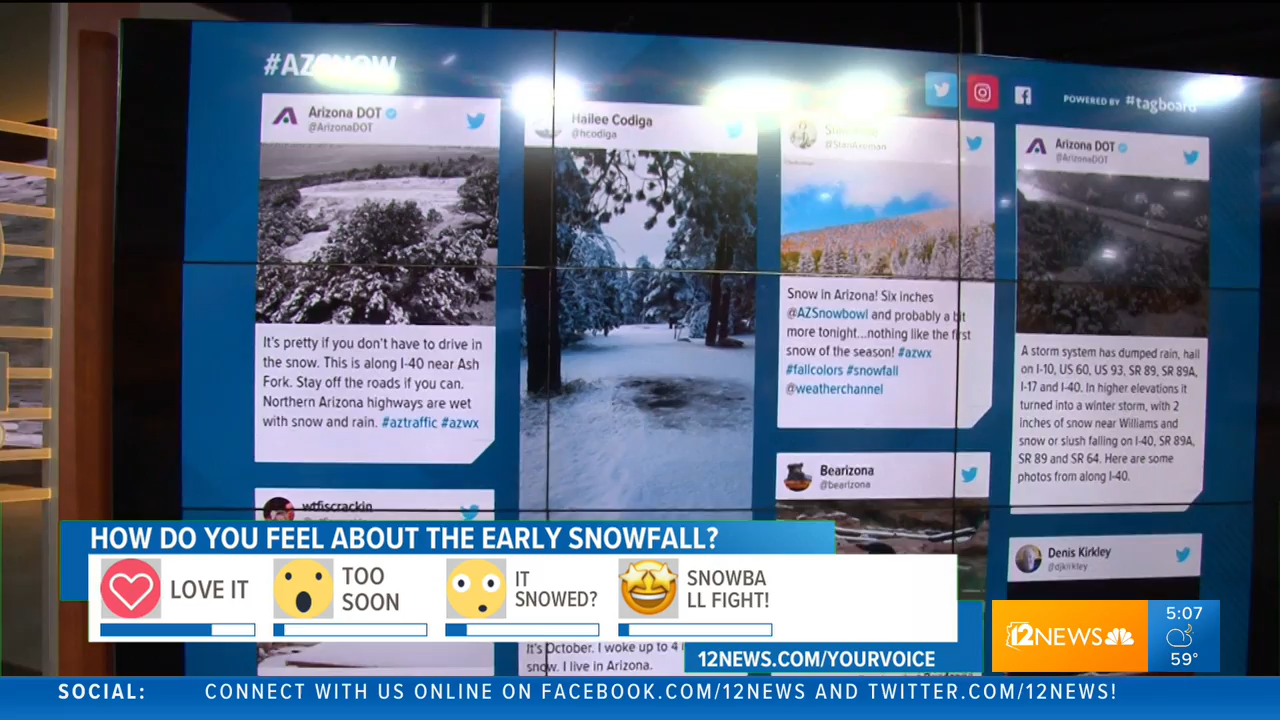 #AZSNOW
POWERED BY #tagboard
Arizona DOT
@ArizonaDOT
It's pretty if you don't have to drive in
the snow. This is along I-40 near Ash
Fork. Stay off the roads if you can.
Northern Arizona highways are wet
with snow and rain. #aztraffic #azwx
wtfiscrackin
Hailee Codiga
@hcodiga
It's October. I woke up to 4
snow. I live in Arizona.
Snow in Arizona! Six inches
@AZSnowbowl and probably a bit
more tonight...nothing like the first
snow of the season! #azwx
#fallcolors #snowfall
@weatherchannel
Bearizona
@bearizona
Arizona DOT
@ArizonaDOT
A storm system has dumped rain, hail
on I-10, US 60, US 93, SR 89, SR 89A,
I-17 and I-40. In higher elevations it
turned into a winter storm, with 2
inches of snow near Williams and
snow or slush falling on I-40, SR 89A,
SR 89 and SR 64. Here are some
photos from along I-40.
Denis Kirkley
@djkirkley
HOW DO YOU FEEL ABOUT THE EARLY SNOWFALL?
LOVE IT
TOO
SOON
IT
SNOWED?
SNOWBA
LL FIGHT!
12NEWS.COM/YOURVOICE
12NEWS
5:07
59°
SOCIAL: CONNECT WITH US ONLINE ON FACEBOOK.COM/12NEWS AND TWITTER.COM/12NEWS!